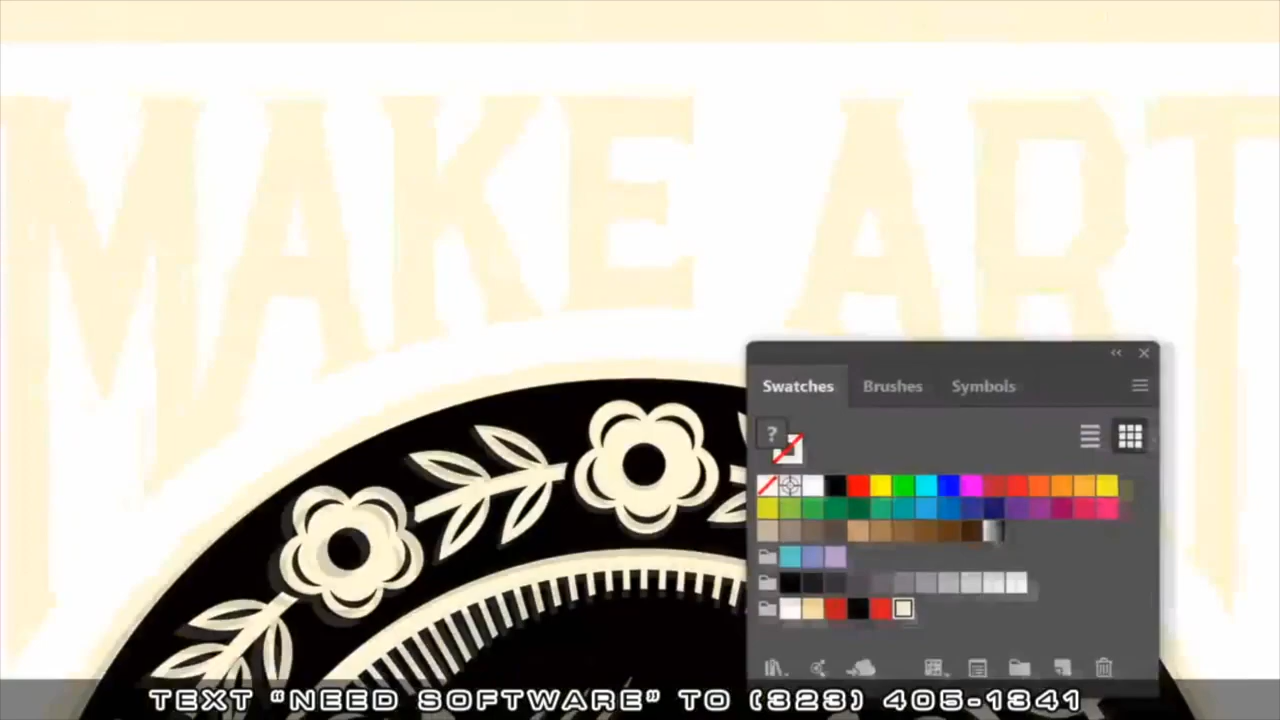 MAKE ART
Swatches Brushes Symbols
?
TEXT “NEED SOFTWARE” TO (323) 405-1341